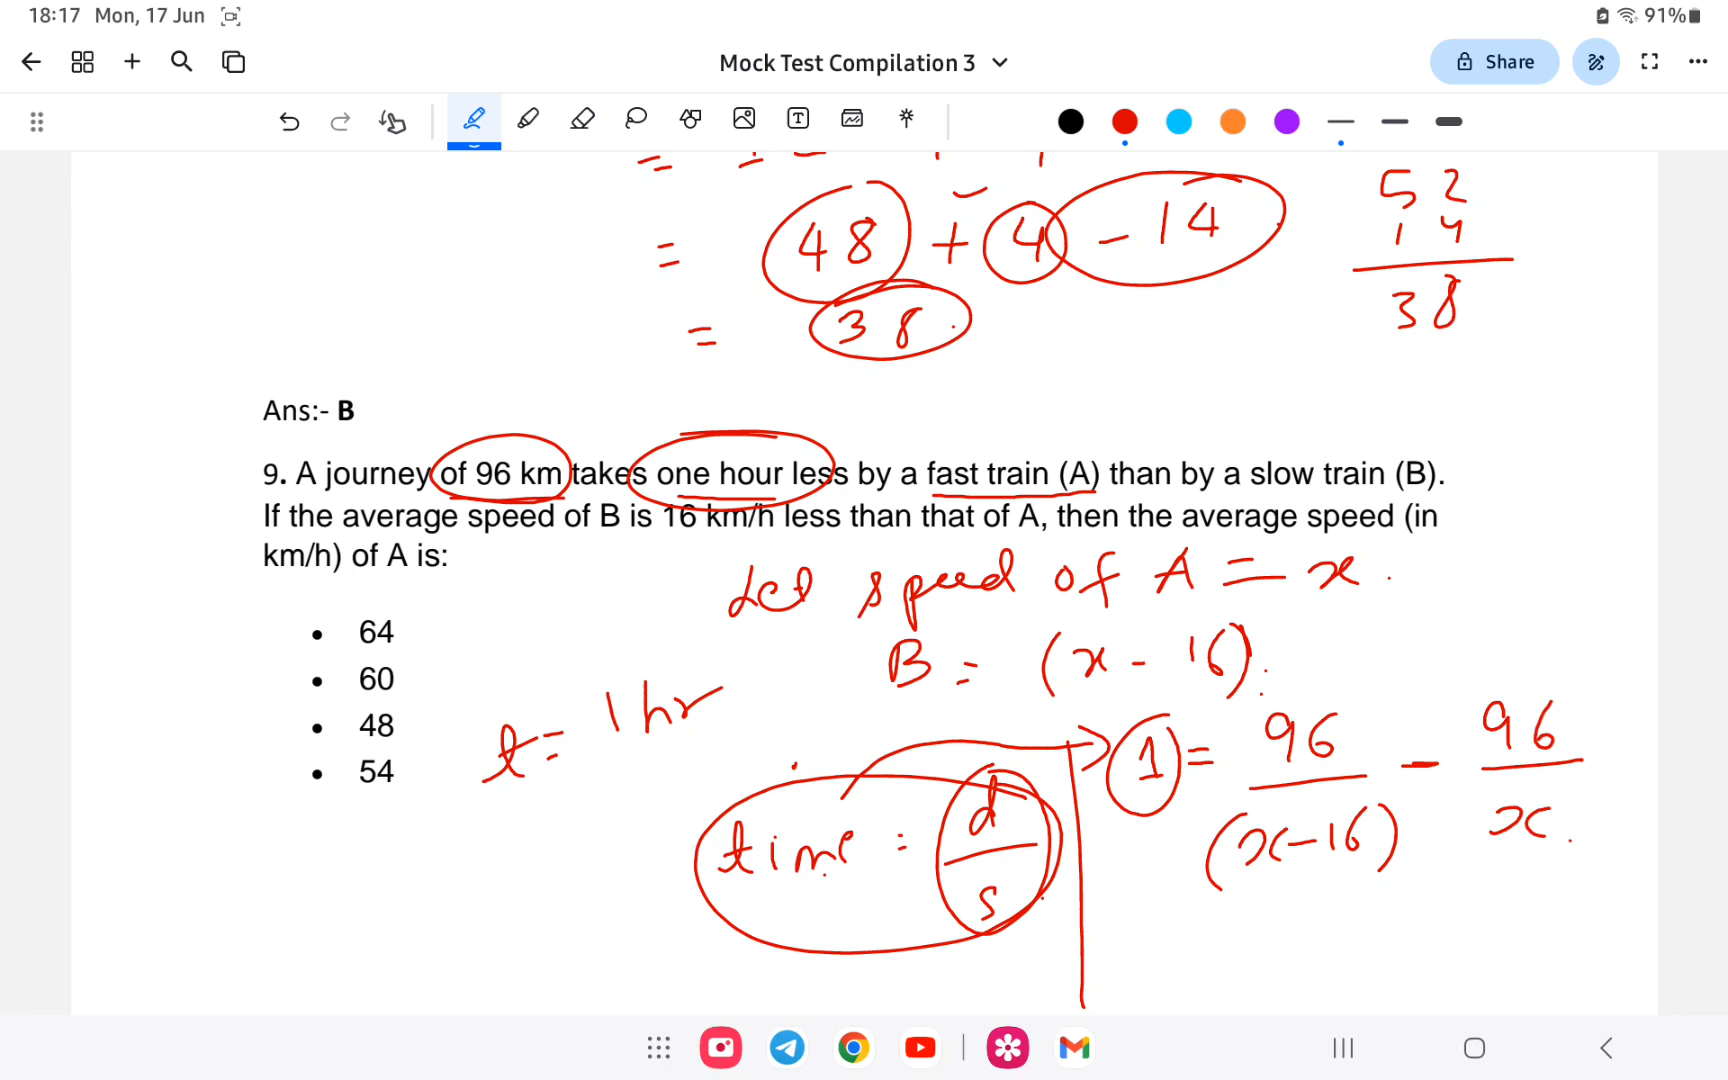 18:17 Mon, 17 Jun
91%
Mock Test Compilation 3
Share
= 48 + 4 - 14
52
14
38
= 38
Ans:- B
9. A journey of 96 km takes one hour less by a fast train (A) than by a slow train (B).
If the average speed of B is 16 km/h less than that of A, then the average speed (in
km/h) of A is:
Let speed of A = x.
B = (x - 16).
• 64
• 60
• 48
• 54
t = 1 hr
time = d/s
1 = 96/(x-16) - 96/x.